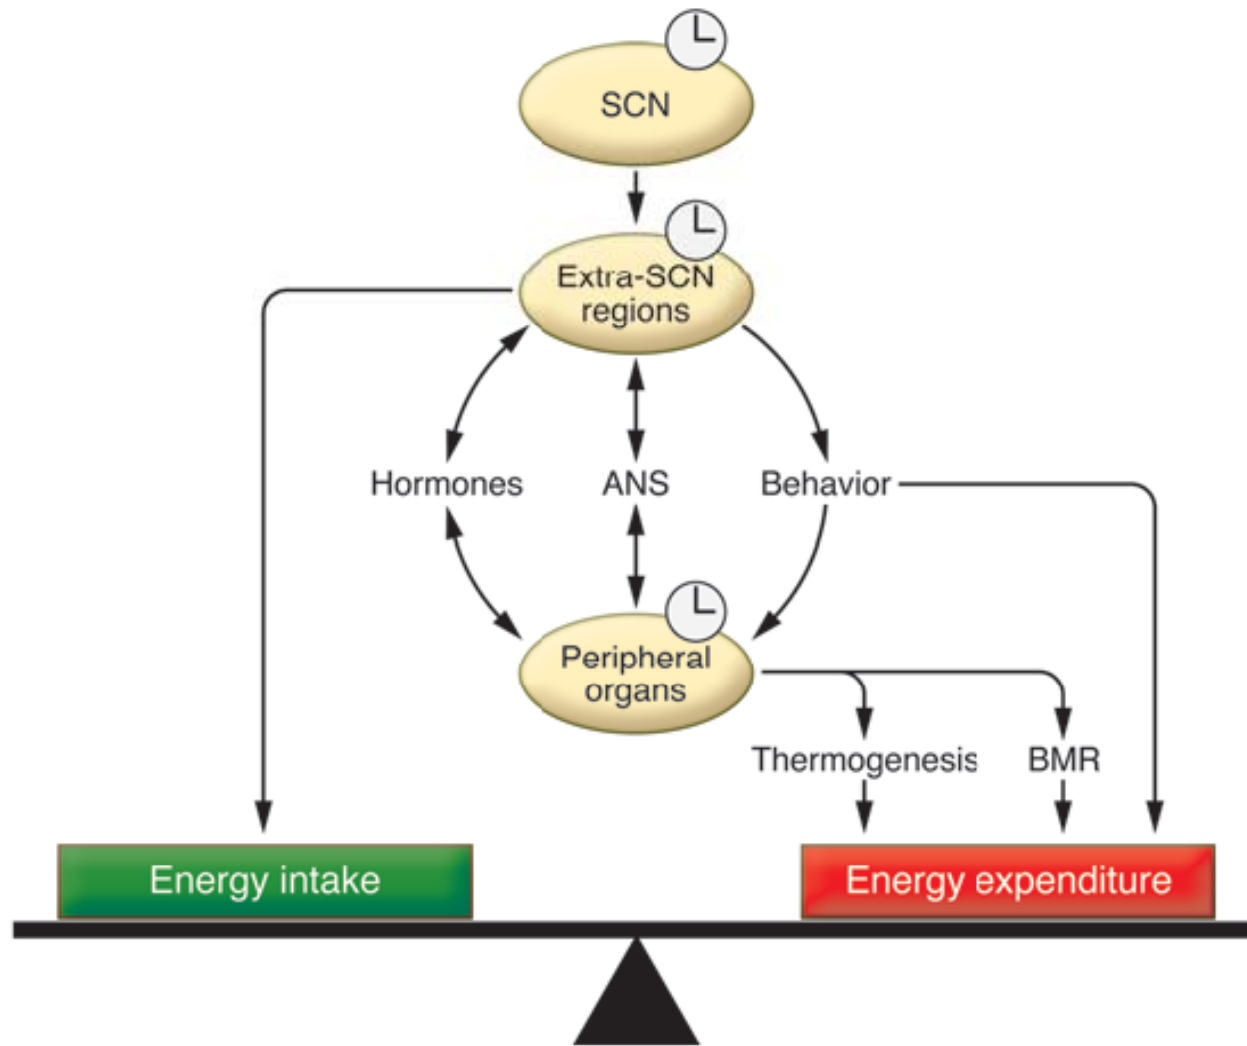 SCN
Extra-SCN
regions
Hormones
ANS
Behavior
Peripheral
organs
Thermogenesis
BMR
Energy intake
Energy expenditure